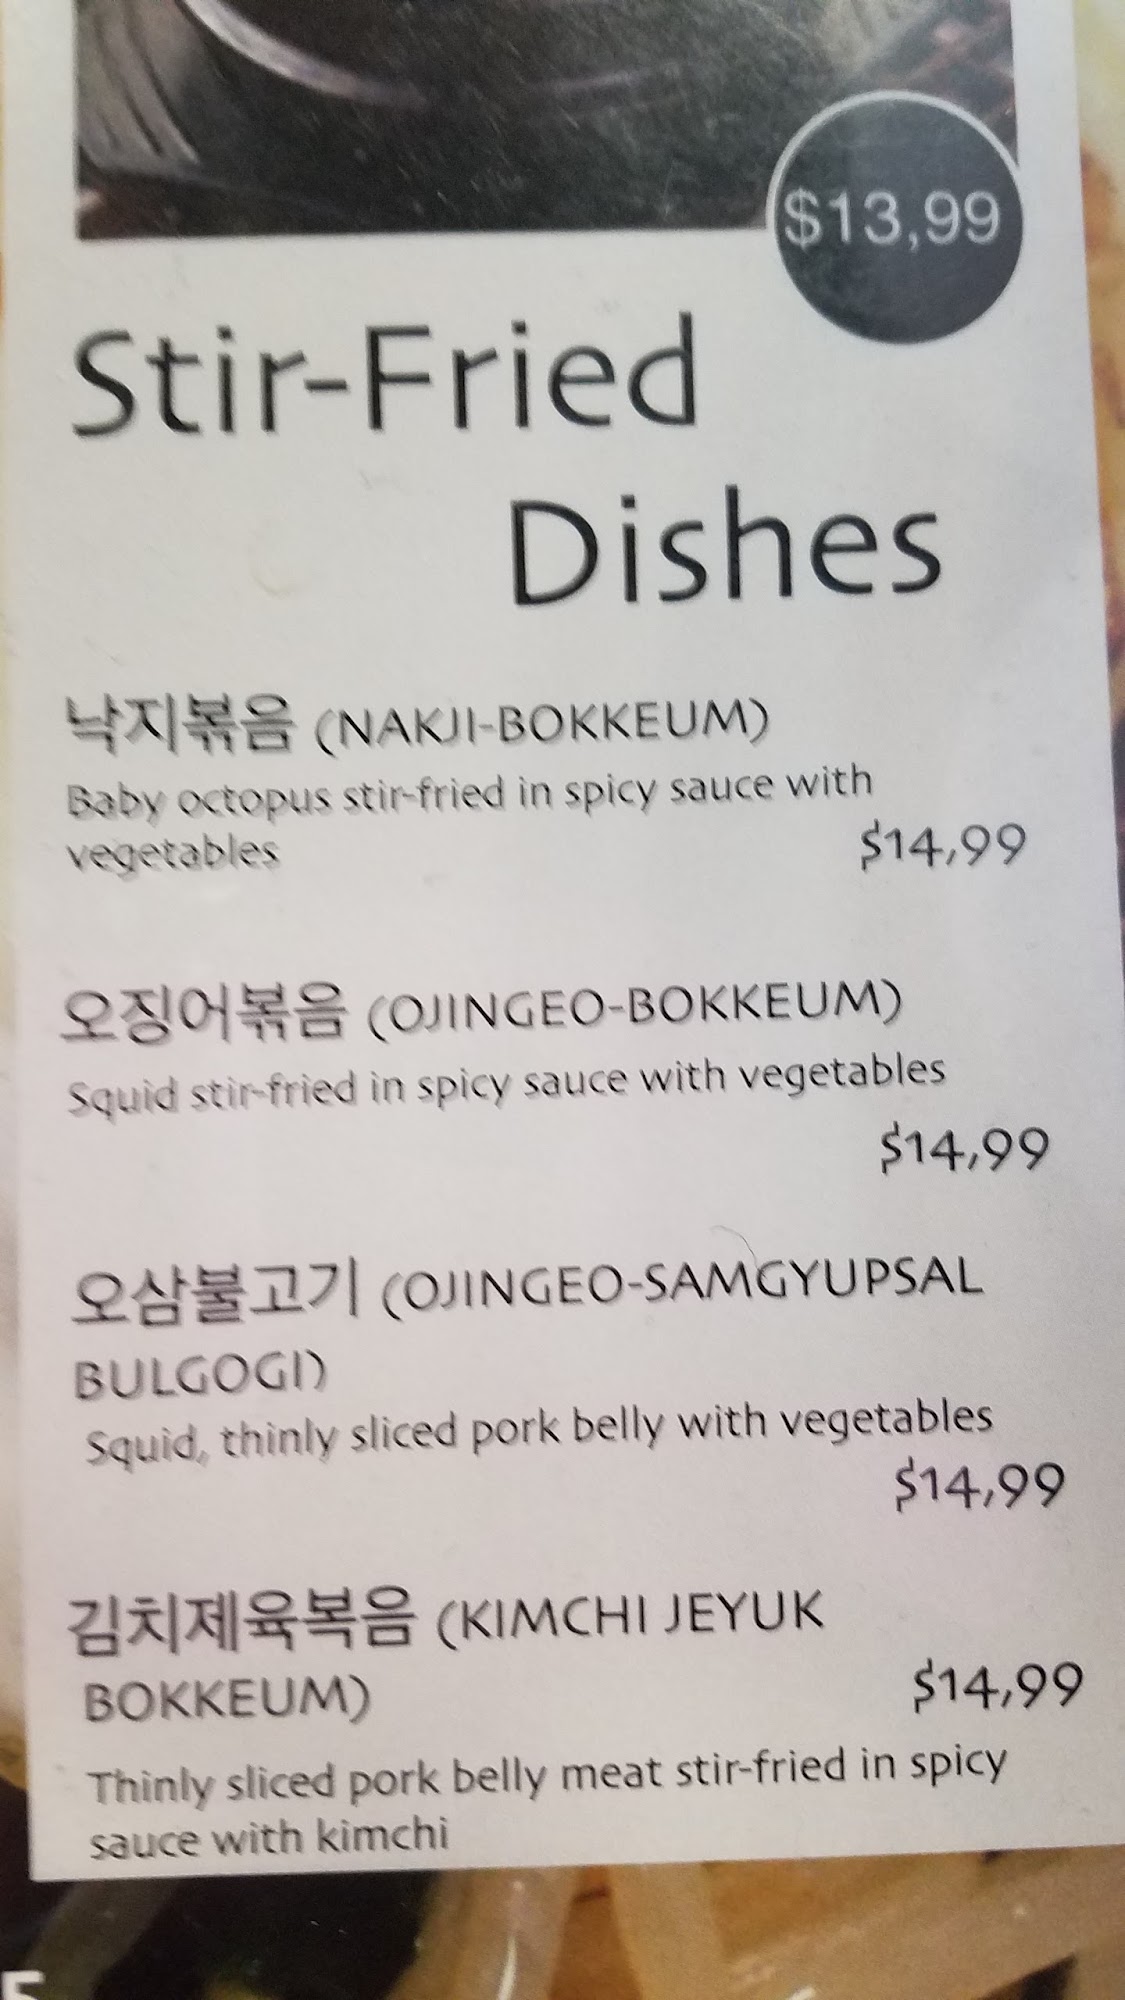 $13,99
Stir-Fried
Dishes
낙지볶음 (NAKJI-BOKKEUM)
Baby octopus stir-fried in spicy sauce with
vegetables $14,99
오징어볶음 (OJINGEO-BOKKEUM)
Squid stir-fried in spicy sauce with vegetables
$14,99
오삼불고기 (OJINGEO-SAMGYUPSAL
BULGOGI)
Squid, thinly sliced pork belly with vegetables
$14,99
김치제육복음 (KIMCHI JEYUK
BOKKEUM) $14,99
Thinly sliced pork belly meat stir-fried in spicy
sauce with kimchi